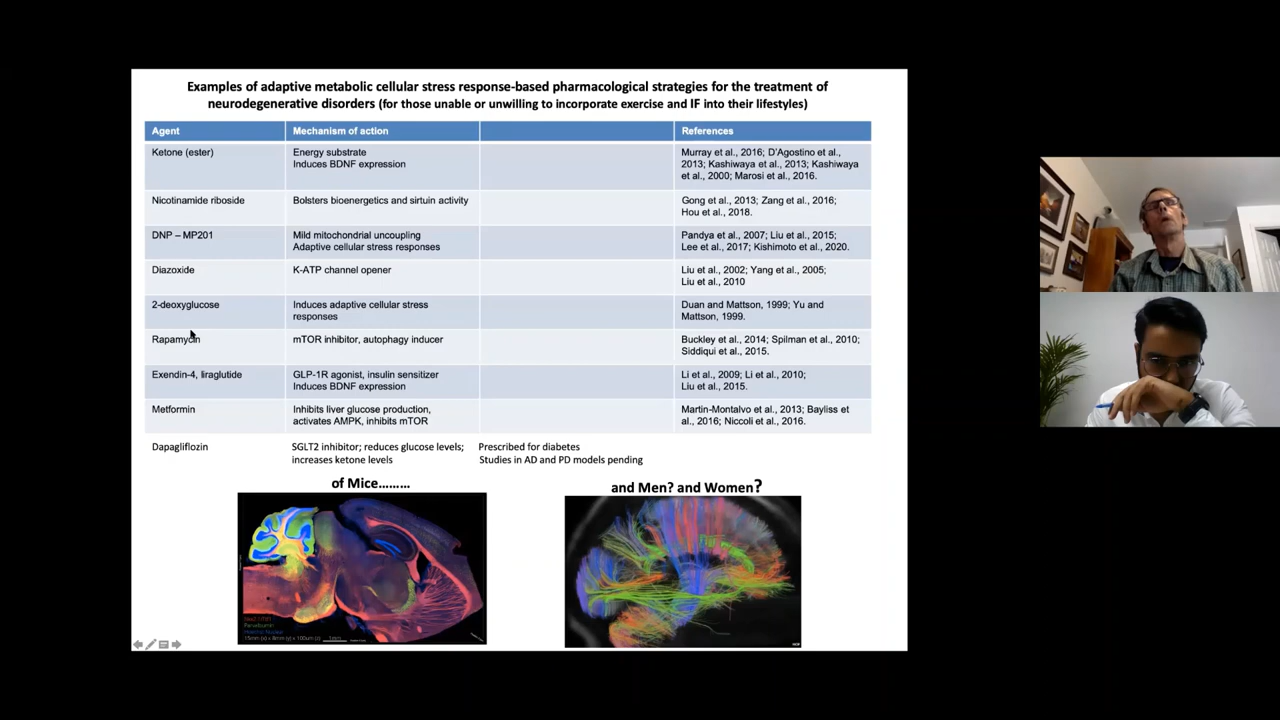 Examples of adaptive metabolic cellular stress response-based pharmacological strategies for the treatment of
neurodegenerative disorders (for those unable or unwilling to incorporate exercise and IF into their lifestyles)
Agent
Mechanism of action
References
Ketone (ester)
Energy substrate
Induces BDNF expression
Murray et al., 2016; D'Agostino et al.,
2013; Kashiwaya et al., 2013; Kashiwaya
et al., 2000; Marosi et al., 2016.
Nicotinamide riboside
Bolsters bioenergetics and sirtuin activity
Gong et al., 2013; Zang et al., 2016;
Hou et al., 2018.
DNP – MP201
Mild mitochondrial uncoupling
Adaptive cellular stress responses
Pandya et al., 2007; Liu et al., 2015;
Lee et al., 2017; Kishimoto et al., 2020.
Diazoxide
K-ATP channel opener
Liu et al., 2002; Yang et al., 2005;
Liu et al., 2010
2-deoxyglucose
Induces adaptive cellular stress
responses
Duan and Mattson, 1999; Yu and
Mattson, 1999.
Rapamycin
mTOR inhibitor, autophagy inducer
Buckley et al., 2014; Spilman et al., 2010;
Siddiqui et al., 2015.
Exendin-4, liraglutide
GLP-1R agonist, insulin sensitizer
Induces BDNF expression
Li et al., 2009; Li et al., 2010;
Liu et al., 2015.
Metformin
Inhibits liver glucose production,
activates AMPK, inhibits mTOR
Martin-Montalvo et al., 2013; Bayliss et
al., 2016; Niccoli et al., 2016.
Dapagliflozin
SGLT2 inhibitor; reduces glucose levels;
increases ketone levels
Prescribed for diabetes
Studies in AD and PD models pending
of Mice………
and Men? and Women?